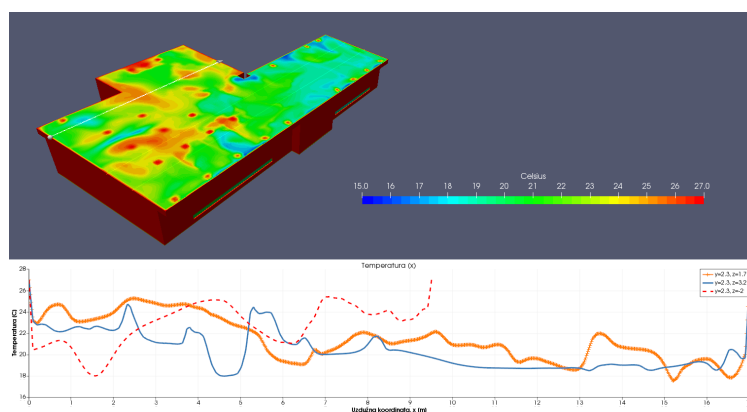 Celsius
15.0 16 17 18 19 20 21 22 23 24 25 26 27.0
Temperatura (x)
28
26
24
22
20
18
16
Temperatura (C)
y=2.3, z=1.7
y=2.3, z=3.2
y=2.3, z=-2
0 1 2 3 4 5 6 7 8 9 10 11 12 13 14 15 16
Uzdužna koordinata, x (m)